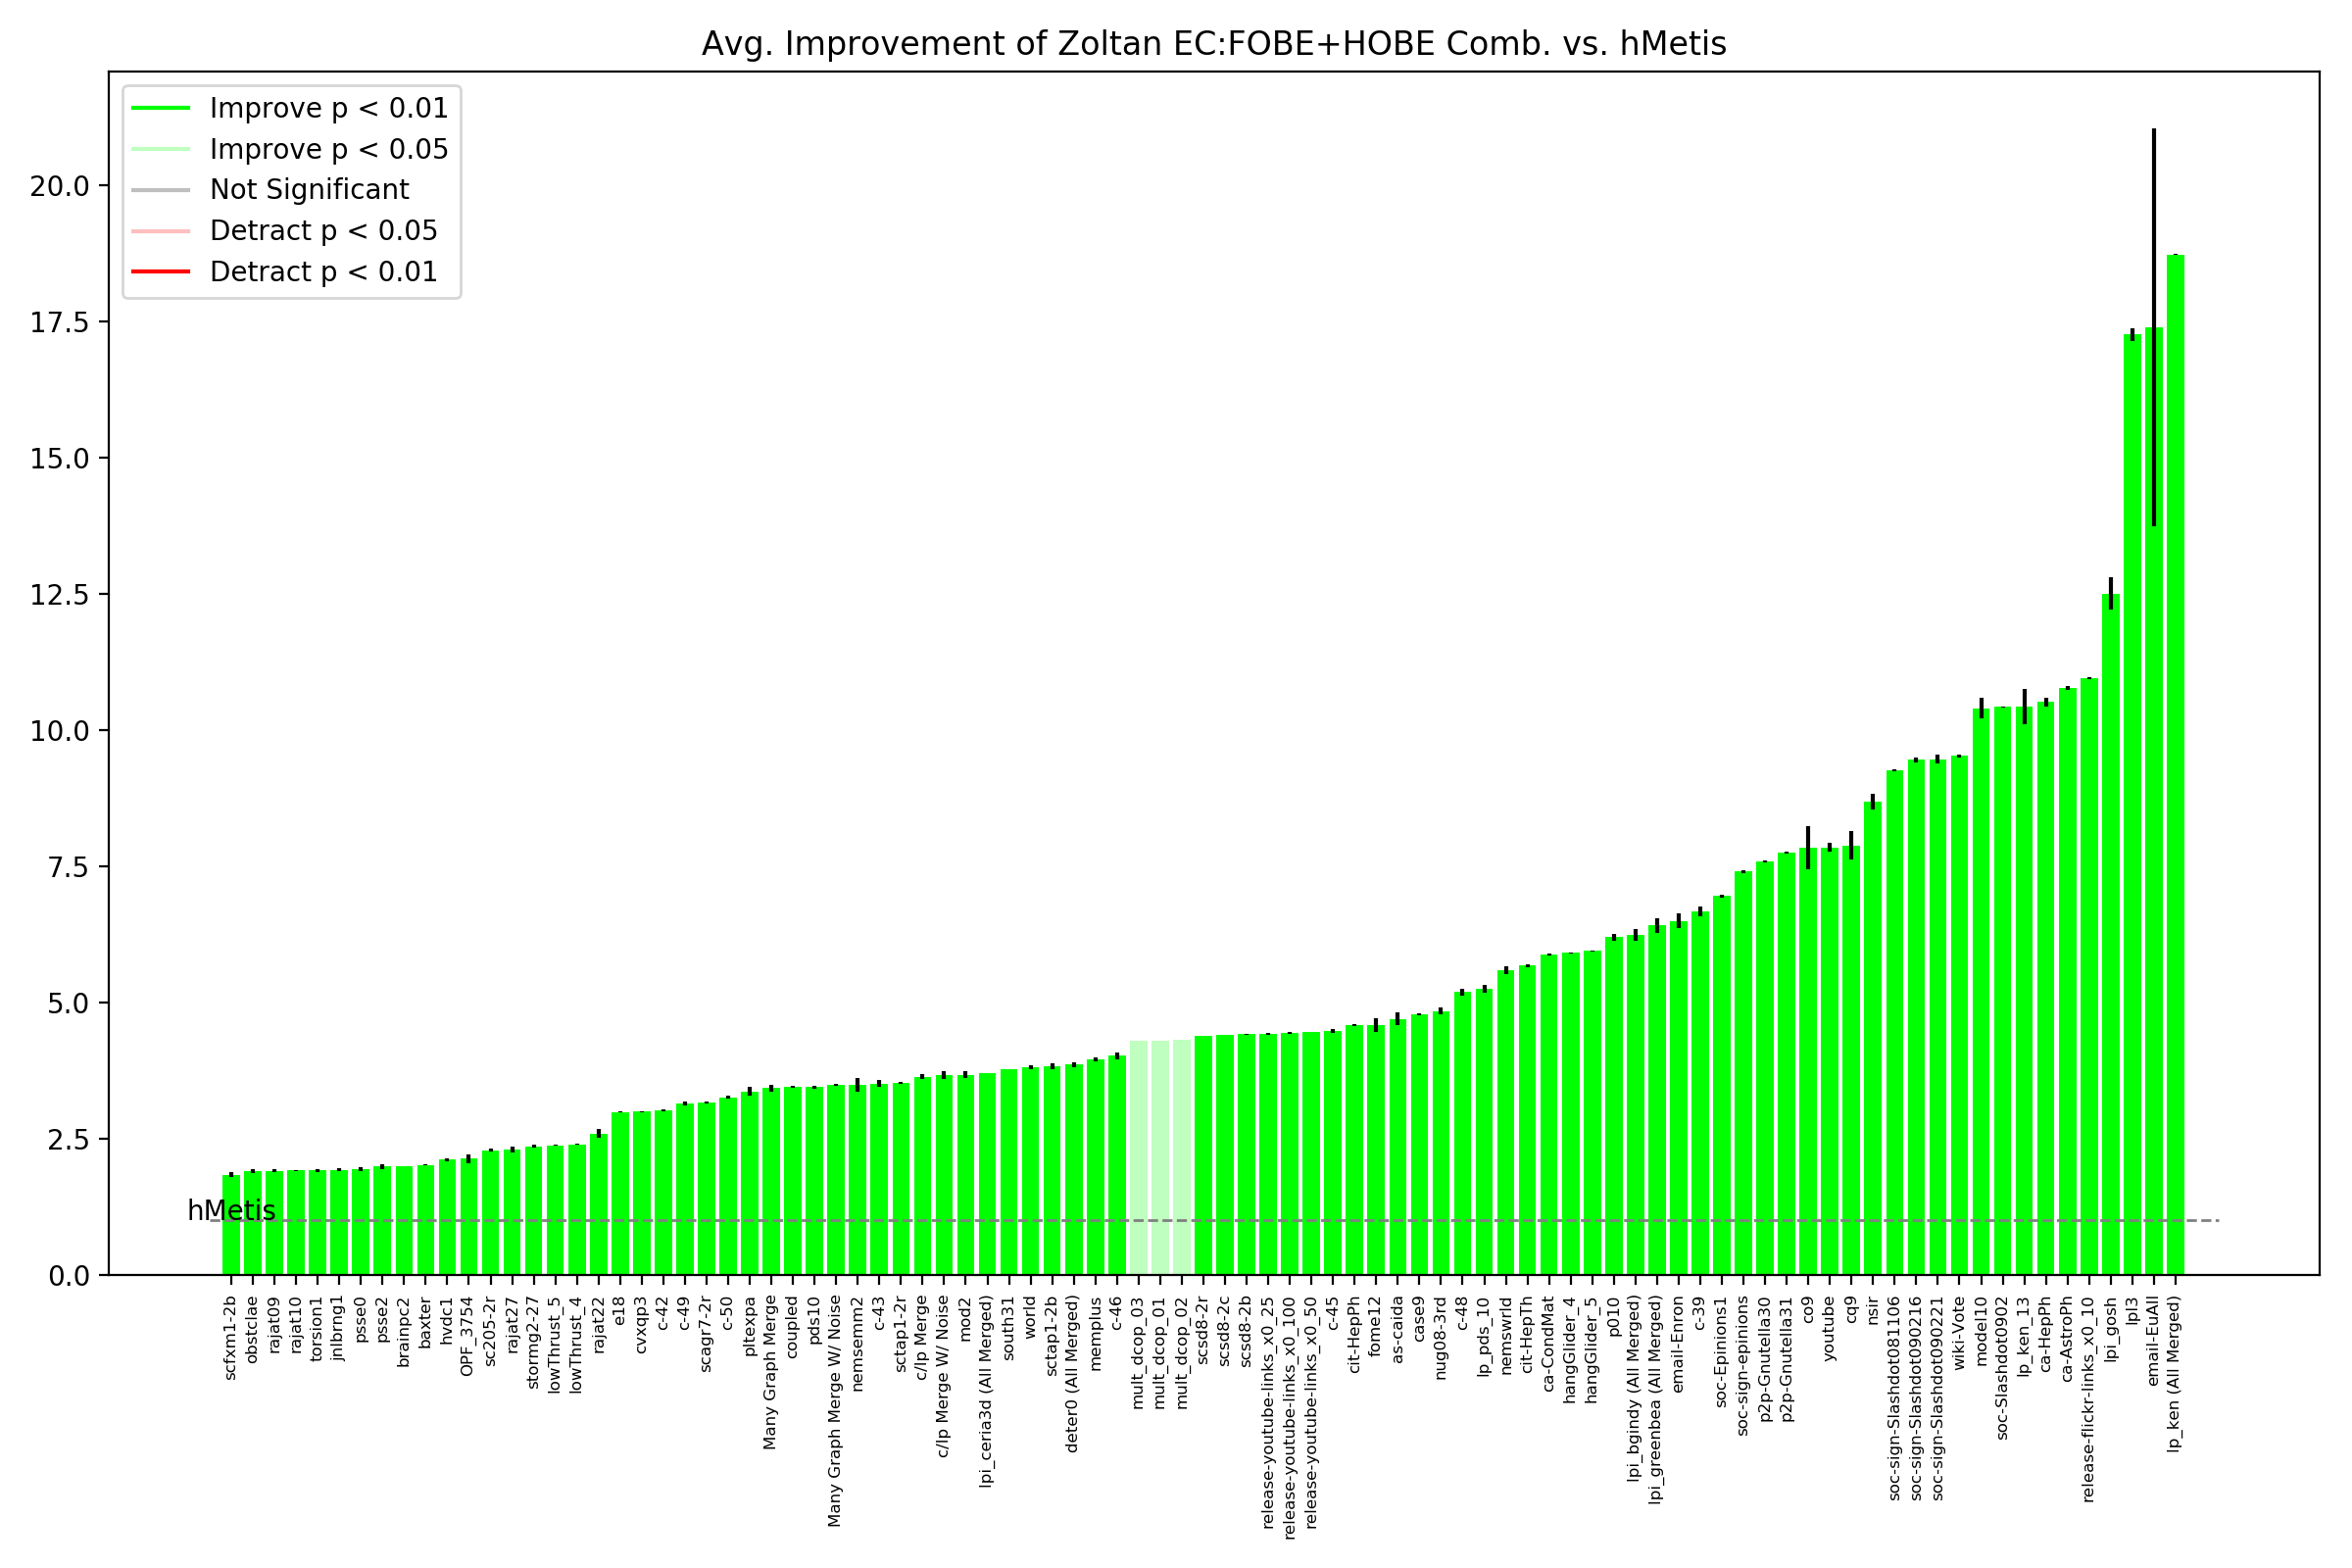 Avg. Improvement of Zoltan EC:FOBE+HOBE Comb. vs. hMetis
Improve p < 0.01
Improve p < 0.05
Not Significant
Detract p < 0.05
Detract p < 0.01
20.0
17.5
15.0
12.5
10.0
7.5
5.0
2.5
0.0
hMetis
scfxm1-2b
obstclae
rajat09
rajat10
torsion1
jnlbrng1
psse0
psse2
brainpc2
baxter
hvdc1
OPF_3754
sc205-2r
rajat27
stormg2-27
lowThrust_5
lowThrust_4
rajat22
e18
cvxqp3
c-42
c-49
scagr7-2r
c-50
pltexpa
Many Graph Merge
coupled
pds10
Many Graph Merge W/ Noise
nemsemm2
c-43
sctap1-2r
c/lp Merge
c/lp Merge W/ Noise
mod2
lpi_ceria3d (All Merged)
south31
world
sctap1-2b
deter0 (All Merged)
memplus
c-46
mult_dcop_03
mult_dcop_01
mult_dcop_02
scsd8-2r
scsd8-2c
scsd8-2b
release-youtube-links_x0_25
release-youtube-links_x0_100
release-youtube-links_x0_50
c-45
cit-HepPh
fome12
as-caida
case9
nug08-3rd
c-48
lp_pds_10
nemswrld
cit-HepTh
ca-CondMat
hangGlider_4
hangGlider_5
p010
lpi_bgindy (All Merged)
lpi_greenbea (All Merged)
email-Enron
c-39
soc-Epinions1
soc-sign-epinions
p2p-Gnutella30
p2p-Gnutella31
co9
youtube
cq9
nsir
soc-sign-Slashdot081106
soc-sign-Slashdot090216
soc-sign-Slashdot090221
wiki-Vote
model10
soc-Slashdot0902
lp_ken_13
ca-HepPh
ca-AstroPh
release-flickr-links_x0_10
lpi_gosh
lpl3
email-EuAll
lp_ken (All Merged)